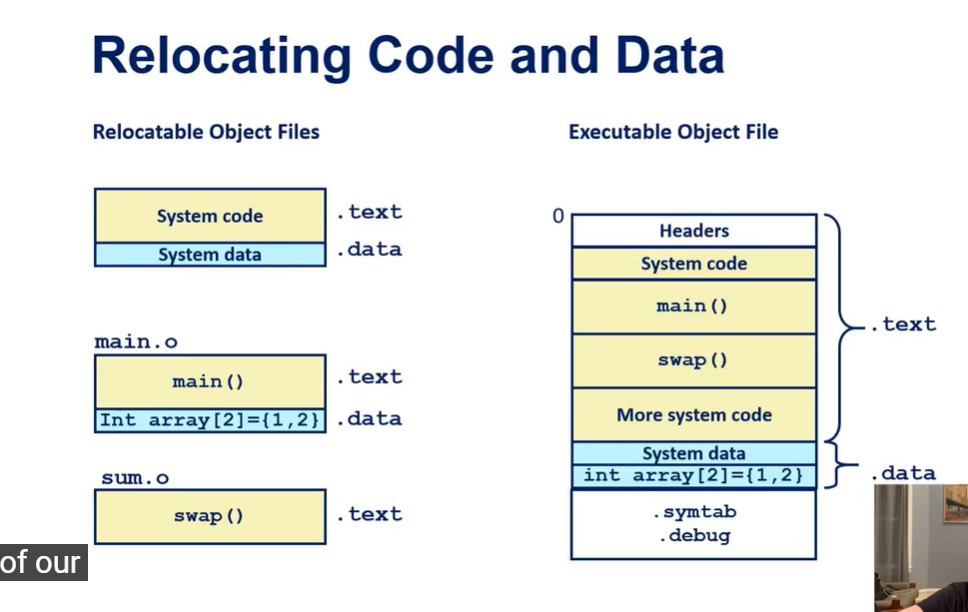 Relocating Code and Data
Relocatable Object Files
System code
.text
System data
.data
main.o
main()
.text
Int array[2]={1,2}
.data
sum.o
swap()
.text
Executable Object File
0
Headers
System code
main()
swap()
More system code
.text
System data
int array[2]={1,2}
.data
.symtab
.debug
of our